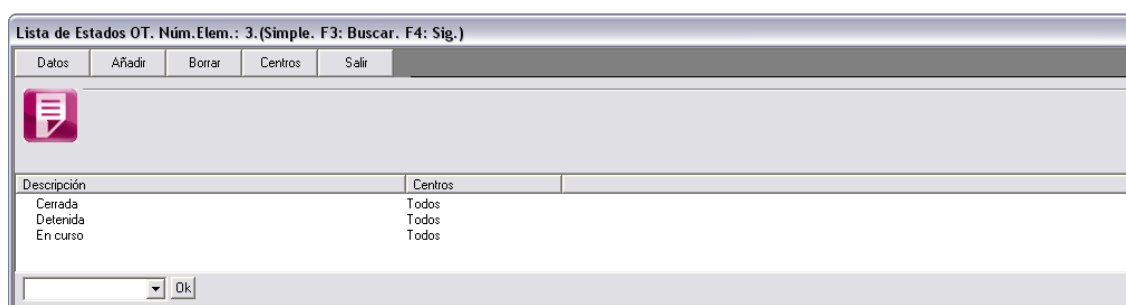 Lista de Estados OT. Núm.Elem.: 3.(Simple. F3: Buscar. F4: Sig.)
Datos Añadir Borrar Centros Salir
Descripción Centros
Cerrada Todos
Detenida Todos
En curso Todos
Ok